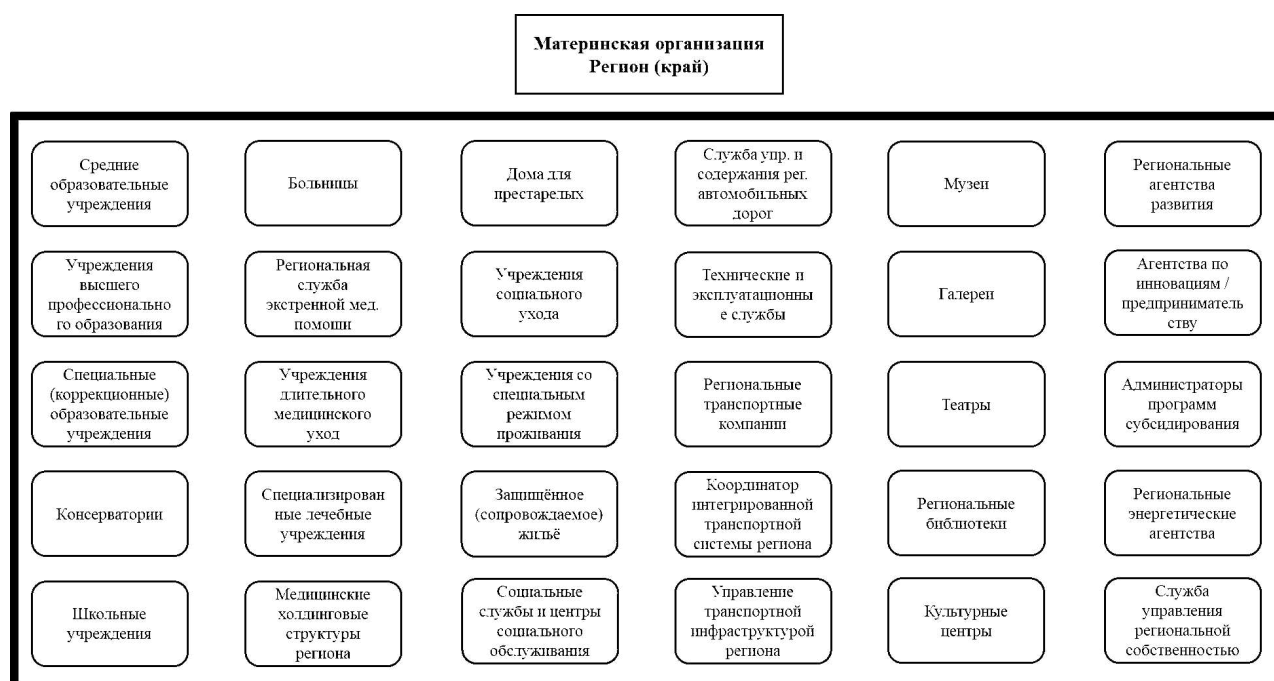 Материнская организация
Регион (край)
Средние
образовательные
учреждения
Больницы
Дома для
престарелых
Служба упр. и
содержания рег.
автомобильных
дорог
Музеи
Региональные
агентства
развития
Учреждения
высшего
профессионально
го образования
Региональная
служба
экстренной мед.
помощи
Учреждения
социального
ухода
Технические и
эксплуатационны
е службы
Галереи
Агентства по
инновациям /
предприниматель
ству
Специальные
(коррекционные)
образовательные
учреждения
Учреждения
длительного
медицинского
уход
Учреждения со
специальным
режимом
проживания
Региональные
транспортные
компании
Театры
Администраторы
программ
субсидирования
Консерватории
Специализирован
ные лечебные
учреждения
Защищённое
(сопровождаемое)
жильё
Координатор
интегрированной
транспортной
системы региона
Региональные
библиотеки
Региональные
энергетические
агентства
Школьные
учреждения
Медицинские
холдинговые
структуры
региона
Социальные
службы и центры
социального
обслуживания
Управление
транспортной
инфраструктурой
региона
Культурные
центры
Служба
управления
региональной
собственностью